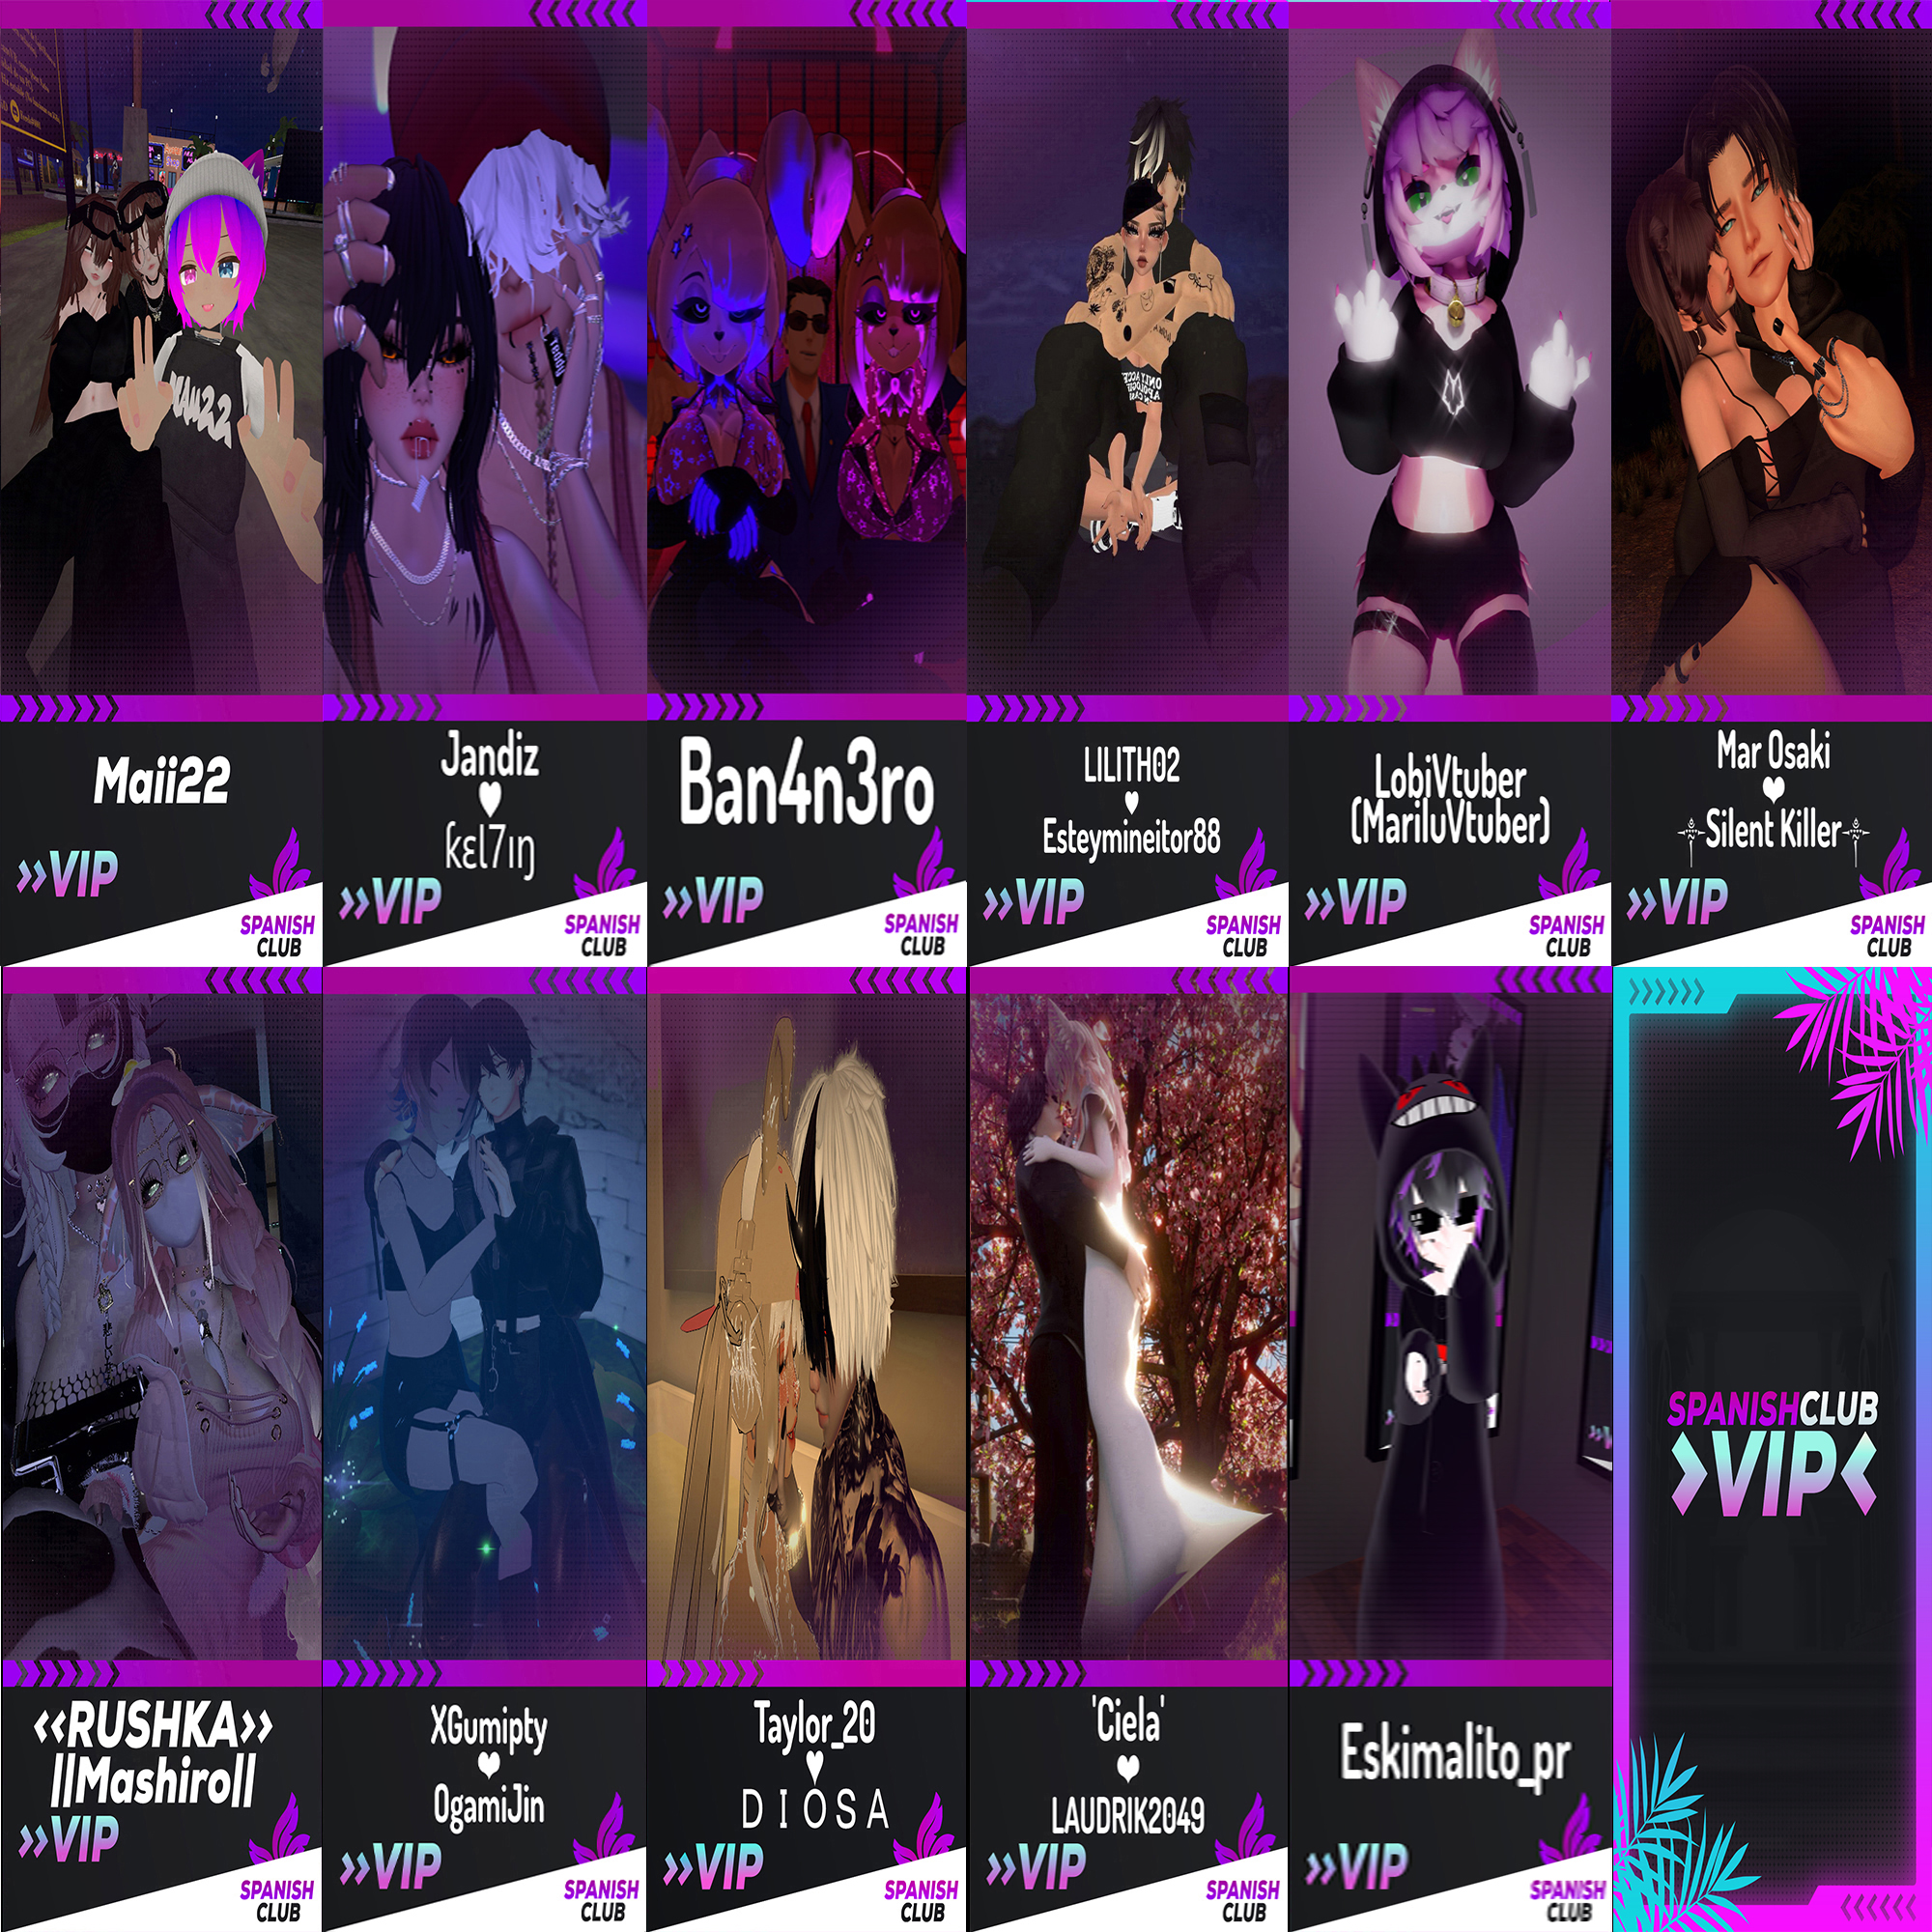 Maii22
»VIP
SPANISH
CLUB
Jandiz
♥
ƙɛl7ıŋ
»VIP
SPANISH
CLUB
Ban4n3ro
»VIP
SPANISH
CLUB
LILITH02
♥
Esteymineitor88
»VIP
SPANISH
CLUB
LobiVtuber
(MariluVtuber)
»VIP
SPANISH
CLUB
Mar Osaki
❤
Silent Killer
»VIP
SPANISH
CLUB
‹‹RUSHKA››
||Mashiro||
»VIP
SPANISH
CLUB
XGumipty
❤
OgamiJin
»VIP
SPANISH
CLUB
Taylor_20
♥
D I O S A
»VIP
SPANISH
CLUB
'Ciela'
❤
LAUDRIK2049
»VIP
SPANISH
CLUB
Eskimalito_pr
»VIP
SPANISH
CLUB
SPANISHCLUB
›VIP‹